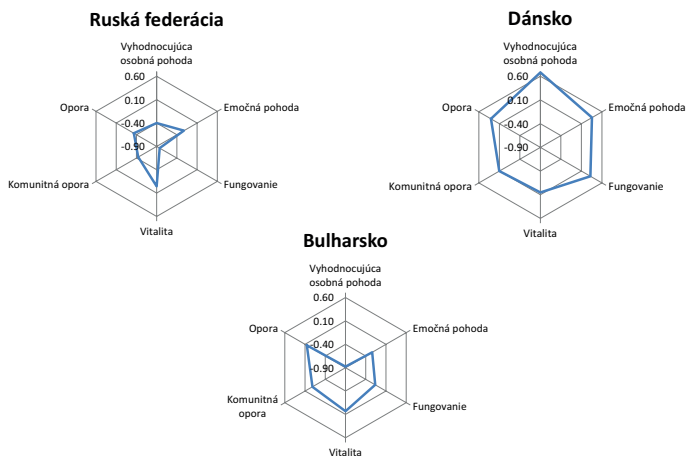 Ruská federácia
Vyhodnocujúca
osobná pohoda
0.60
0.10
-0.40
-0.90
Emočná pohoda
Fungovanie
Vitalita
Komunitná opora
Opora
Dánsko
Vyhodnocujúca
osobná pohoda
0.60
0.10
-0.40
-0.90
Emočná pohoda
Fungovanie
Vitalita
Komunitná opora
Opora
Bulharsko
Vyhodnocujúca
osobná pohoda
0.60
0.10
-0.40
-0.90
Emočná pohoda
Fungovanie
Vitalita
Komunitná
opora
Opora